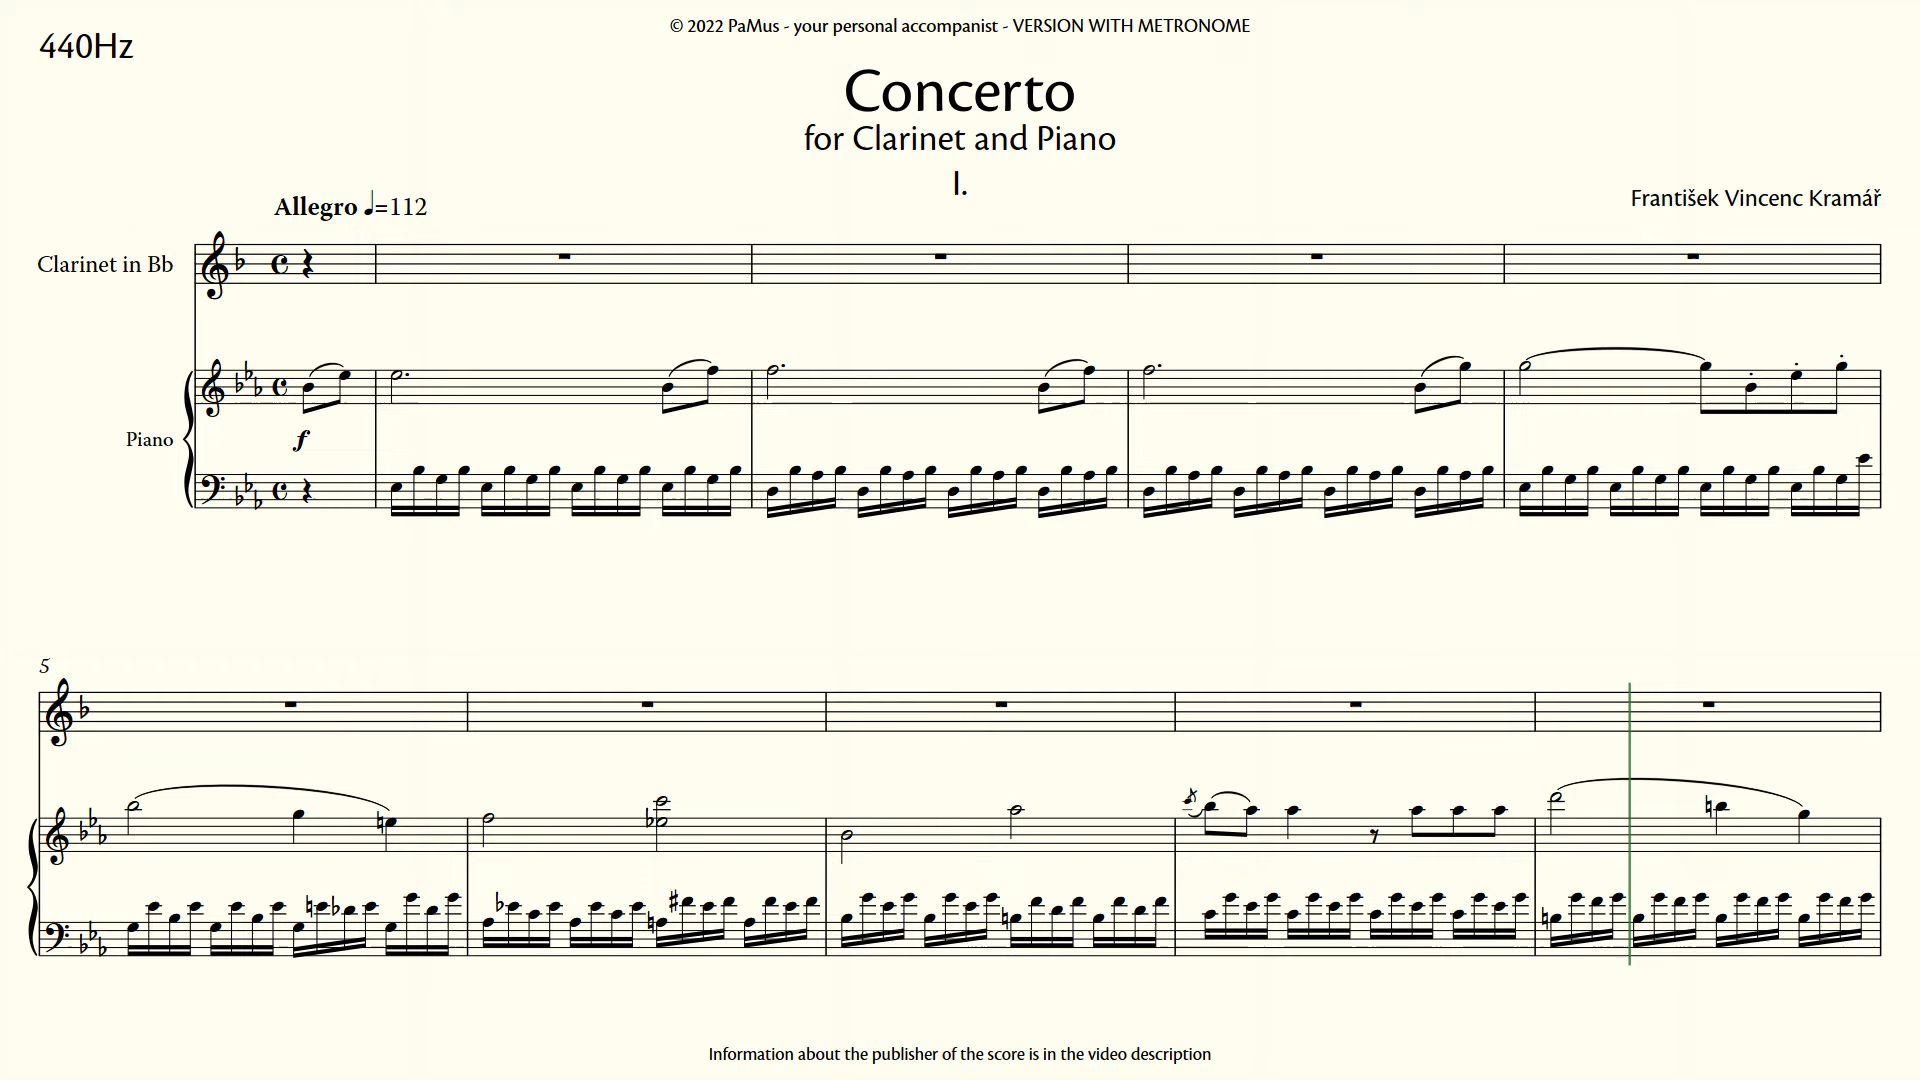 © 2022 PaMus - your personal accompanist - VERSION WITH METRONOME
440Hz
Concerto
for Clarinet and Piano
I.
Allegro ♩=112
František Vincenc Kramář
Clarinet in Bb
Piano
f
5
Information about the publisher of the score is in the video description